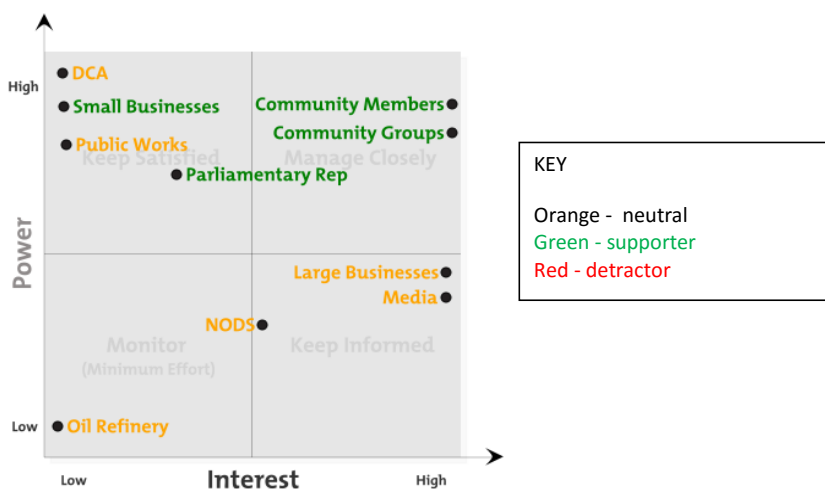 High
DCA
Small Businesses
Community Members
Community Groups
Public Works
Keep Satisfied
Manage Closely
Parliamentary Rep
Power
Large Businesses
Media
NODS
Monitor
(Minimum Effort)
Keep Informed
Low
Oil Refinery
Low
Interest
High
KEY
Orange - neutral
Green - supporter
Red - detractor